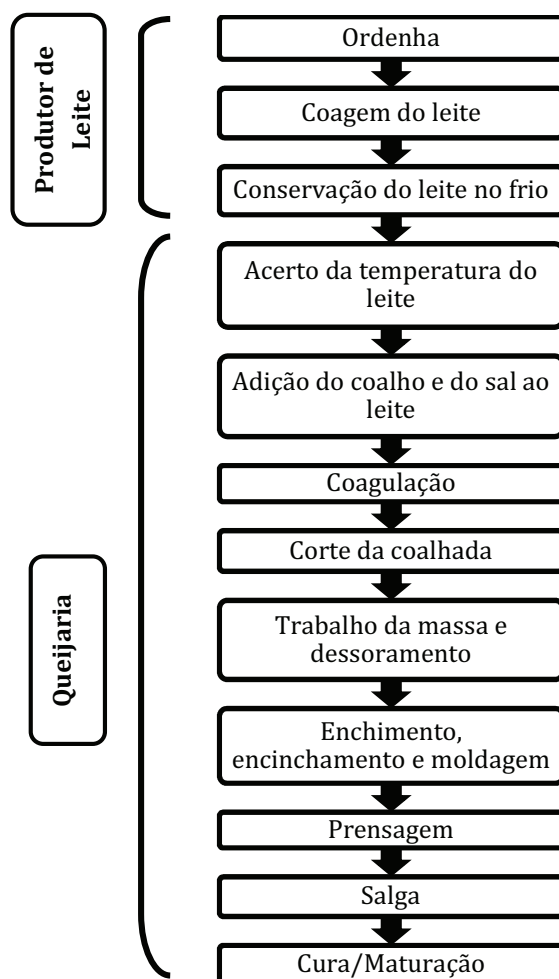 Produtor de
Leite
Ordenha
Coagem do leite
Conservação do leite no frio
Queijaria
Acerto da temperatura do
leite
Adição do coalho e do sal ao
leite
Coagulação
Corte da coalhada
Trabalho da massa e
dessoramento
Enchimento,
encinchamento e moldagem
Prensagem
Salga
Cura/Maturação